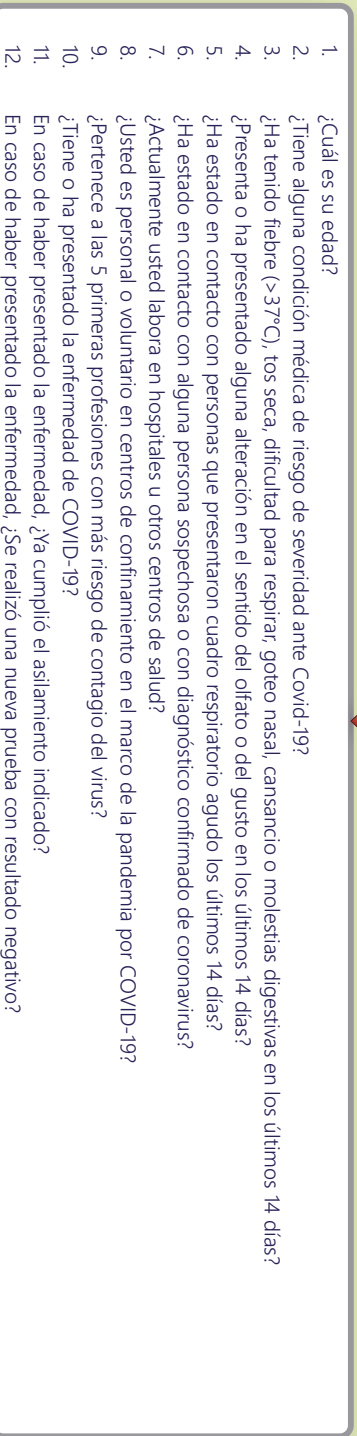 1. ¿Cuál es su edad?
2. ¿Tiene alguna condición médica de riesgo de severidad ante Covid-19?
3. ¿Ha tenido fiebre (>37°C), tos seca, dificultad para respirar, goteo nasal, cansancio o molestias digestivas en los últimos 14 días?
4. ¿Presenta o ha presentado alguna alteración en el sentido del olfato o del gusto en los últimos 14 días?
5. ¿Ha estado en contacto con personas que presentaron cuadro respiratorio agudo los últimos 14 días?
6. ¿Ha estado en contacto con alguna persona sospechosa o con diagnóstico confirmado de coronavirus?
7. ¿Actualmente usted labora en hospitales u otros centros de salud?
8. ¿Usted es personal o voluntario en centros de confinamiento en el marco de la pandemia por COVID-19?
9. ¿Pertenece a las 5 primeras profesiones con más riesgo de contagio del virus?
10. ¿Tiene o ha presentado la enfermedad de COVID-19?
11. En caso de haber presentado la enfermedad, ¿Ya cumplió el asilamiento indicado?
12. En caso de haber presentado la enfermedad, ¿Se realizó una nueva prueba con resultado negativo?